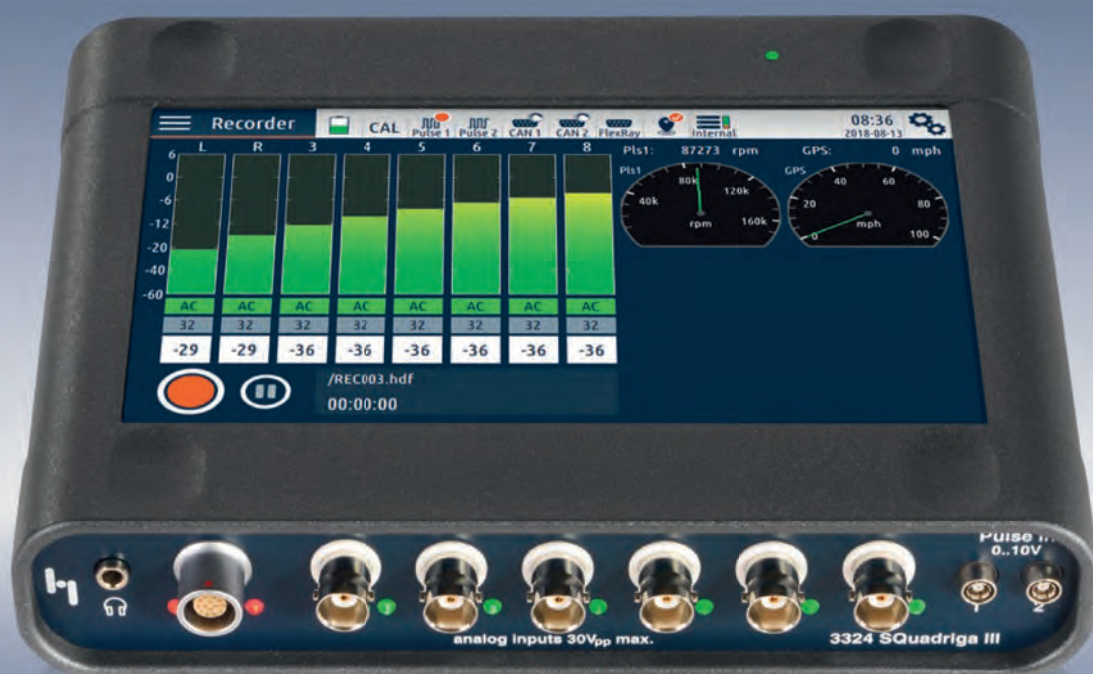 Recorder CAL Pulse 1 Pulse 2 CAN 1 CAN 2 FlexRay Internal 08:36
2018-08-13
L R 3 4 5 6 7 8
Pls1: 87273 rpm GPS: 0 mph
6
0
-6
-12
-20
-40
-60
Pls1
40k 80k 120k 160k
rpm
GPS
0 20 40 60 80 100
mph
AC AC AC AC AC AC AC AC
32 32 32 32 32 32 32 32
-29 -29 -36 -36 -36 -36 -36 -36
/REC003.hdf
00:00:00
Pulse In
0..10V
1 2
analog inputs 30Vpp max.
3324 SQuadriga III